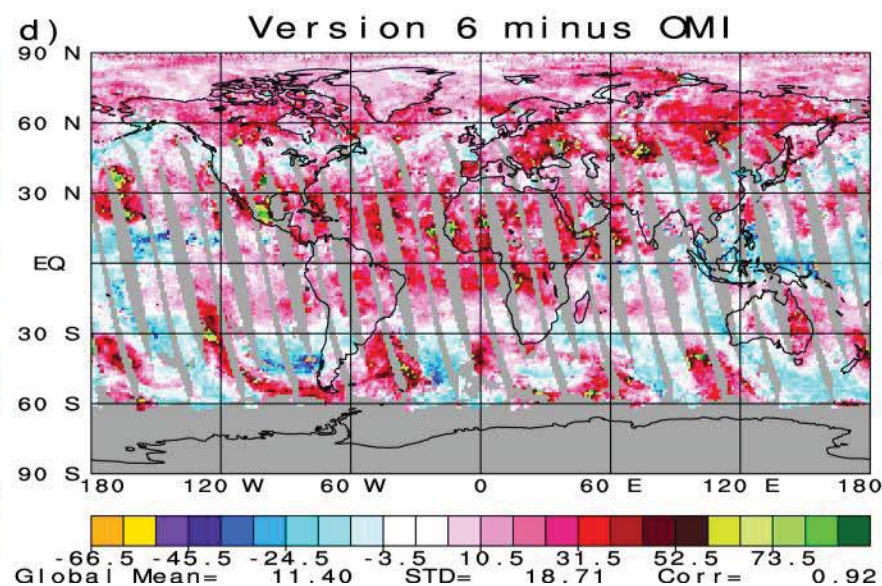 d) Version 6 minus OMI
90 N
60 N
30 N
EQ
30 S
60 S
90 S
180 120 W 60 W 0 60 E 120 E 180
-66.5 -45.5 -24.5 -3.5 10.5 31.5 52.5 73.5
Global Mean= 11.40 STD= 18.71 Corr= 0.92